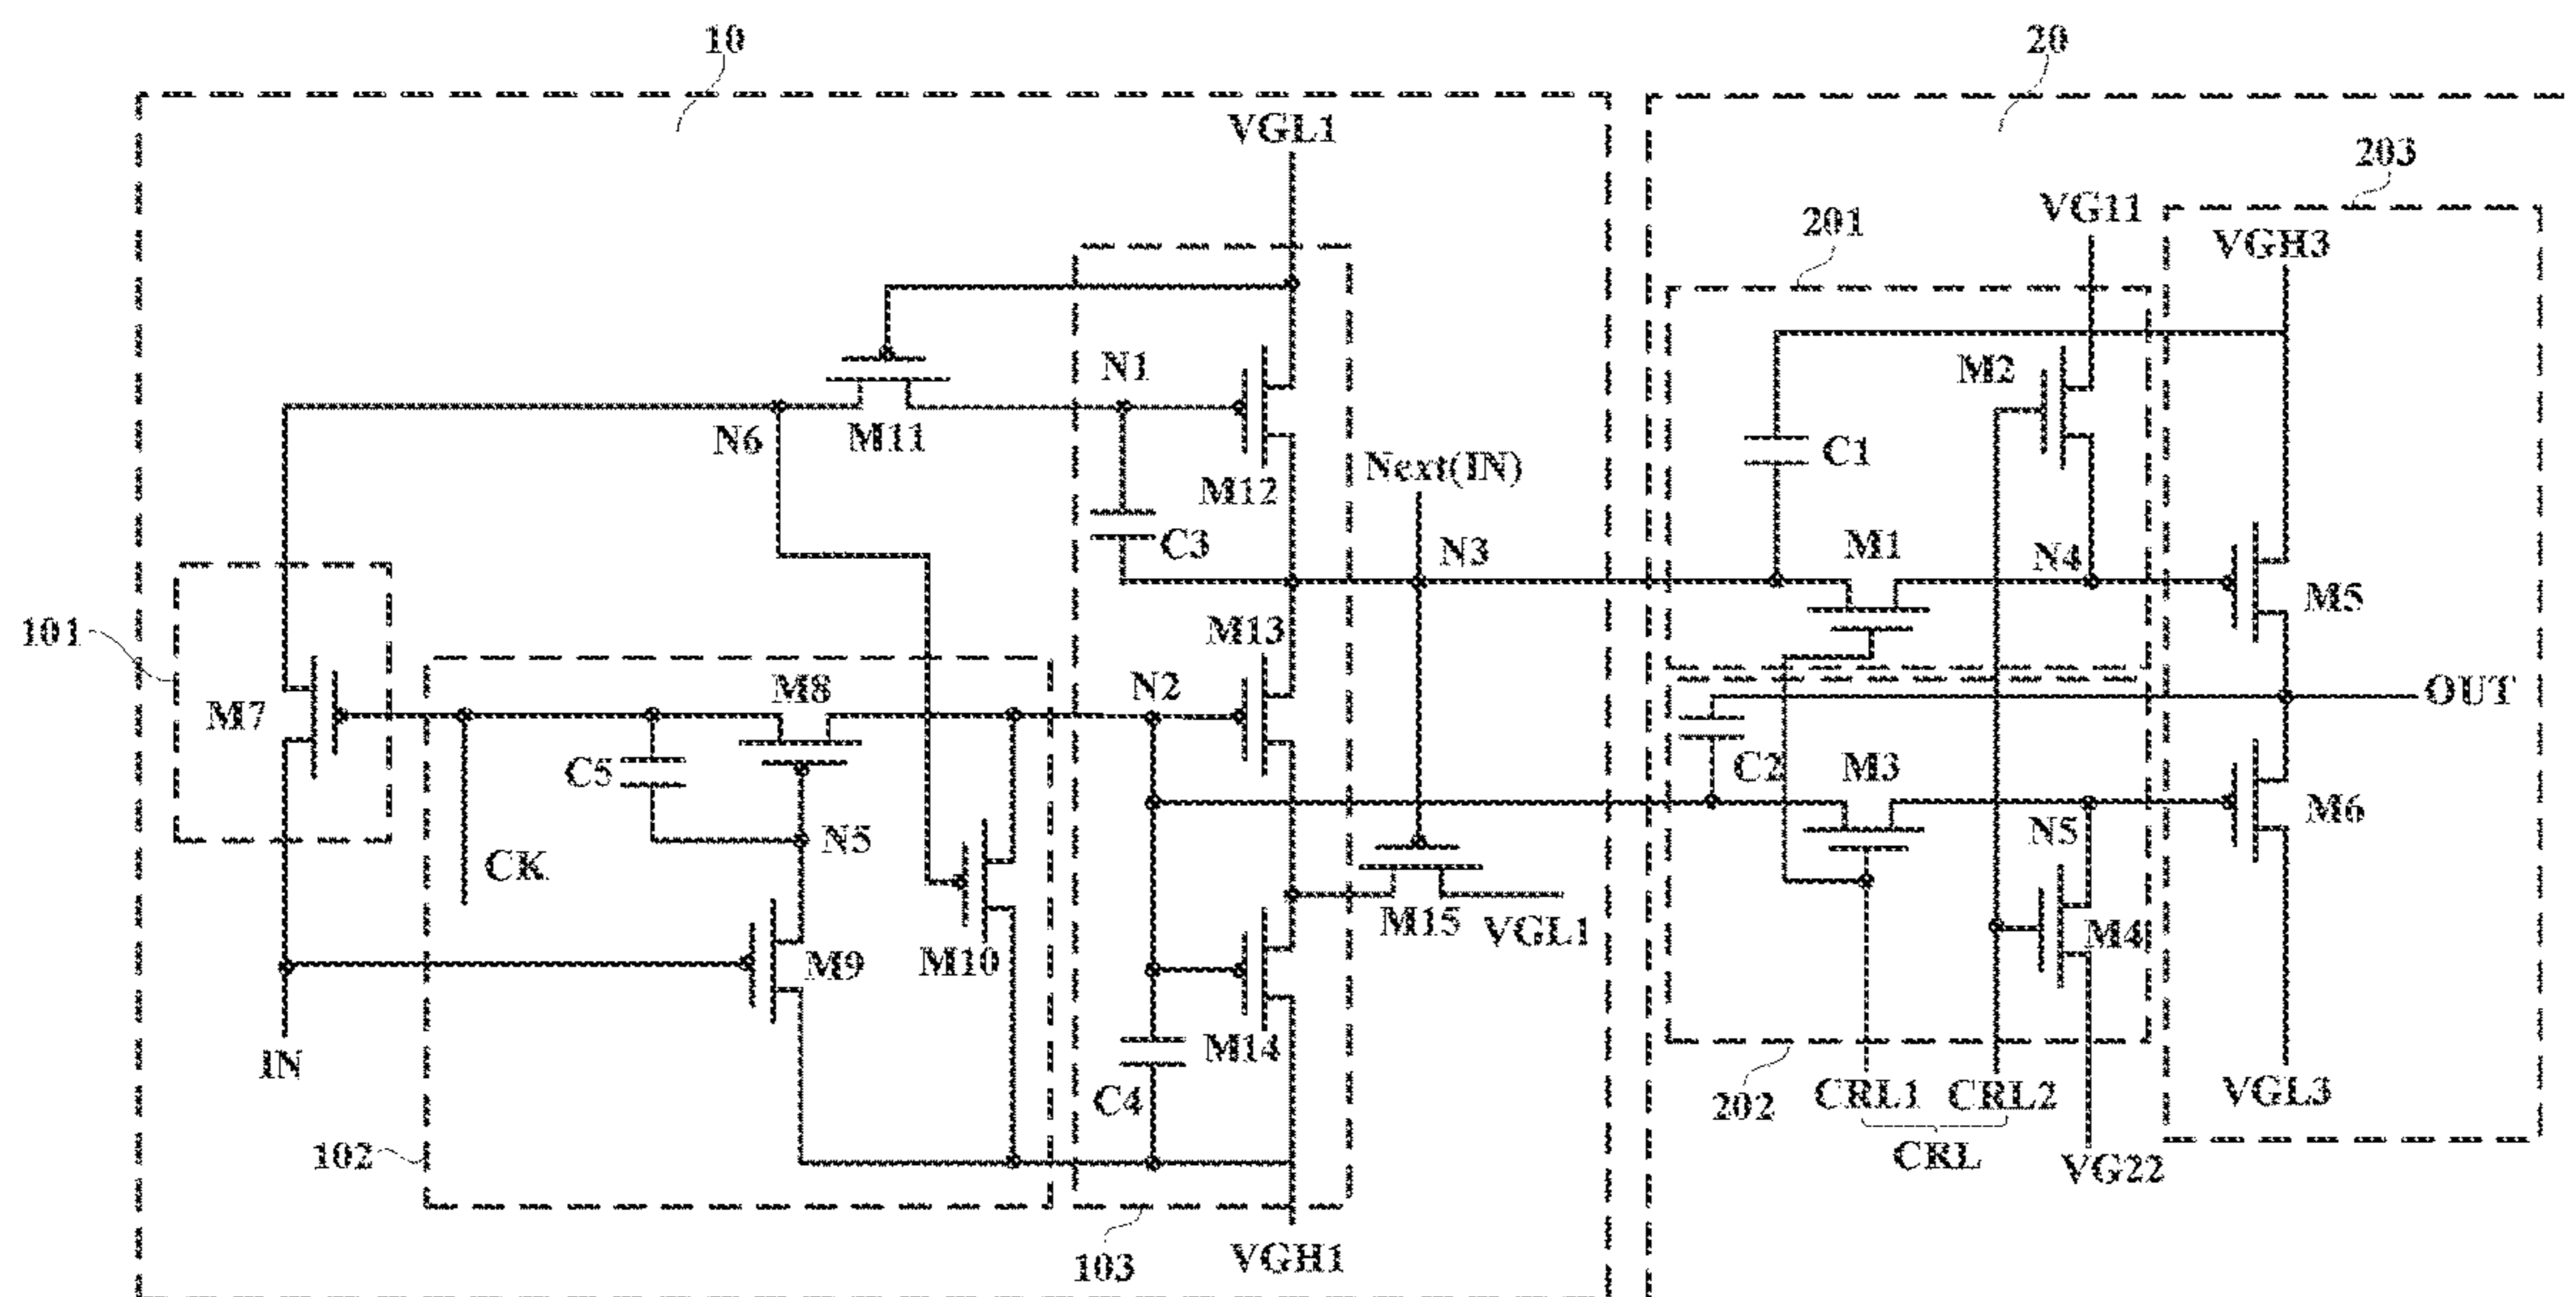 10
20
VGL1
203
VG11
201
VGH3
N1
M2
N6
M11
C1
Next(IN)
M12
C3
N3
M1
N4
M5
101
M13
M8
N2
OUT
M7
C5
C2
M3
M6
N5
N5
CK
M15
VGL1
M4
M9
M10
M14
IN
C4
CRL1
CRL2
VGL3
202
102
CRL
VG22
103
VGH1